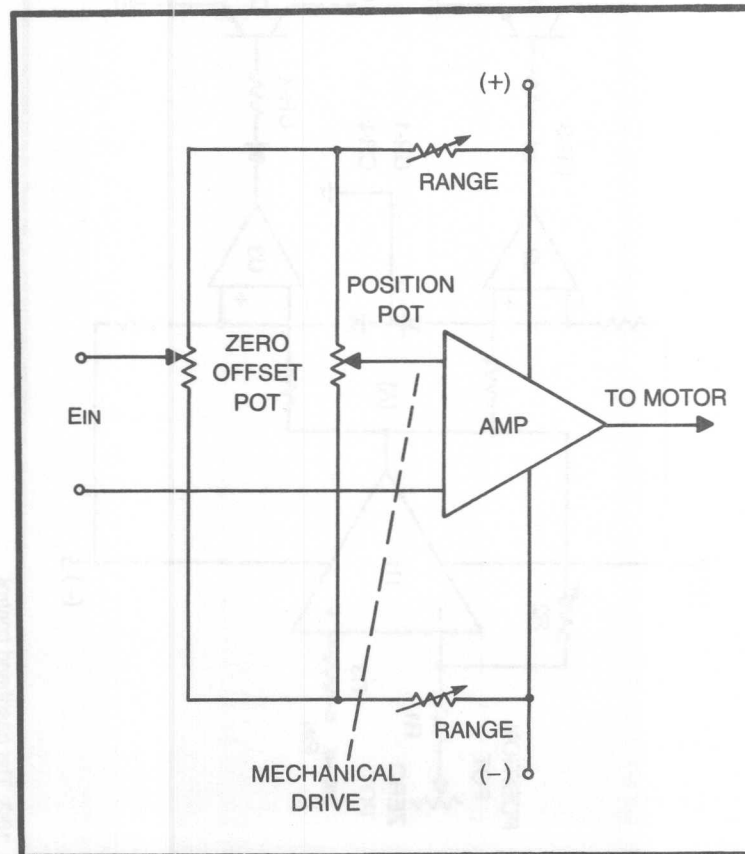 (+)
RANGE
POSITION
POT
ZERO
OFFSET
POT
EIN
AMP
TO MOTOR
RANGE
(−)
MECHANICAL
DRIVE